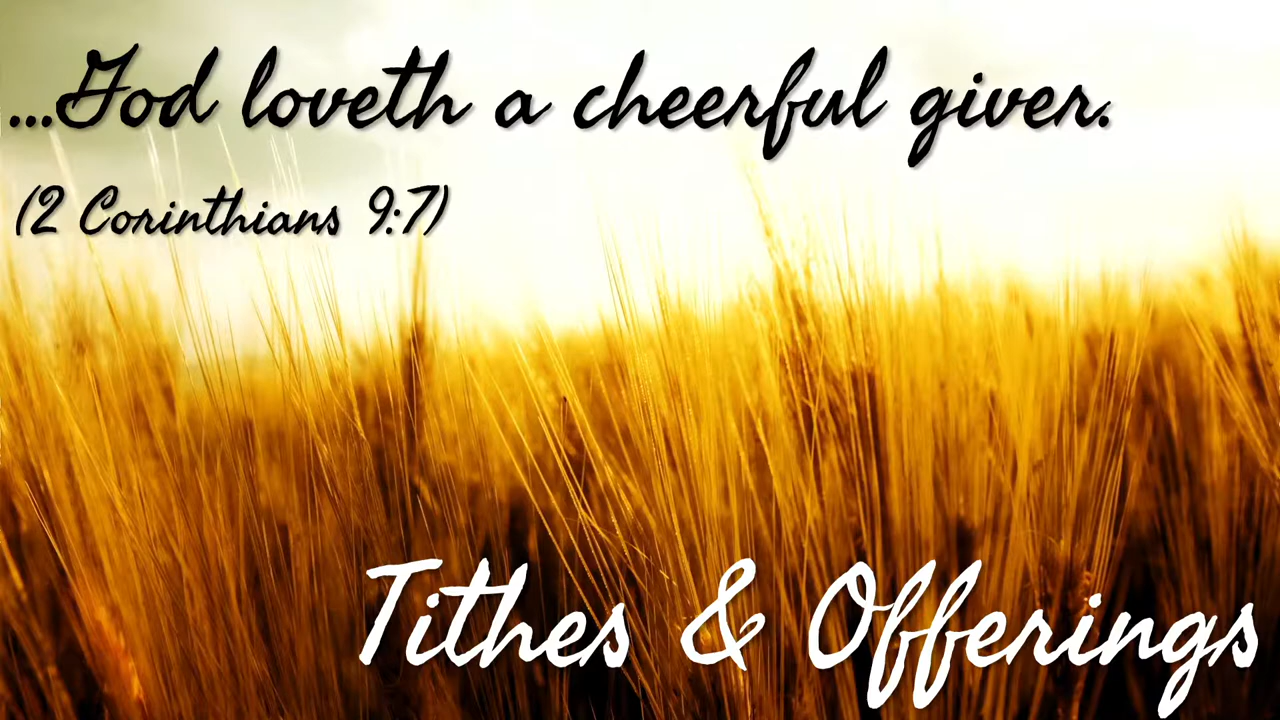 ...God loveth a cheerful giver.
(2 Corinthians 9:7)
Tithes & Offerings